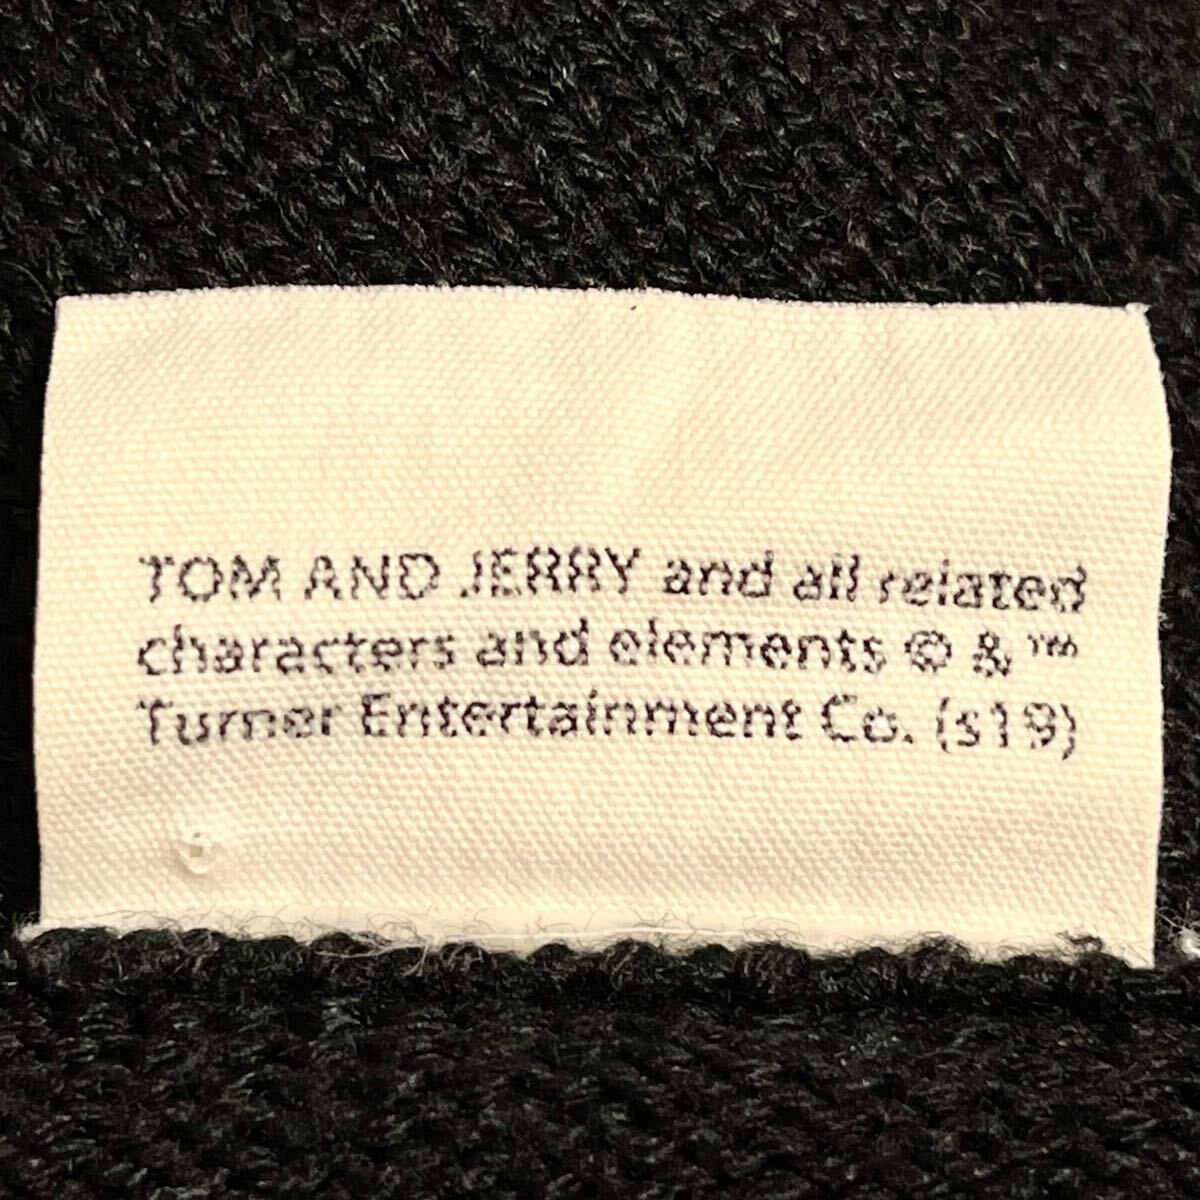 TOM AND JERRY and all related
characters and elements © & ™
Turner Entertainment Co. (s19)